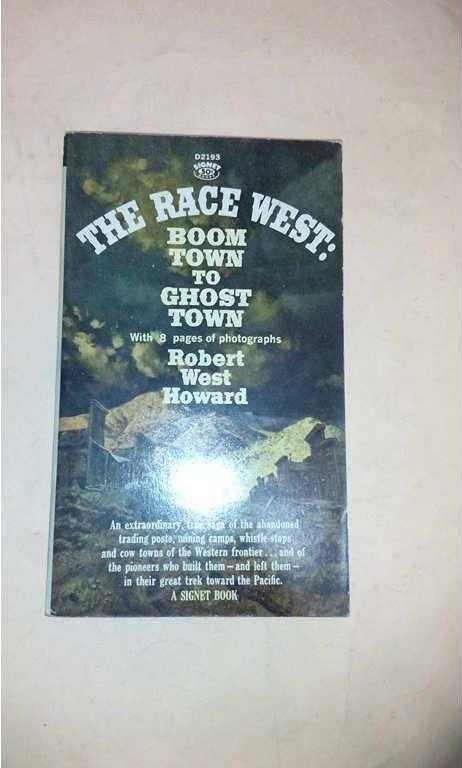 D2193
SIGNET
50¢
BOOKS
THE RACE WEST:
BOOM
TOWN
TO
GHOST
TOWN
With 8 pages of photographs
Robert
West
Howard
An extraordinary, true saga of the abandoned
trading posts, mining camps, whistle-stops
and cow towns of the Western frontier...and of
the pioneers who built them—and left them—
in their great trek toward the Pacific.
A SIGNET BOOK